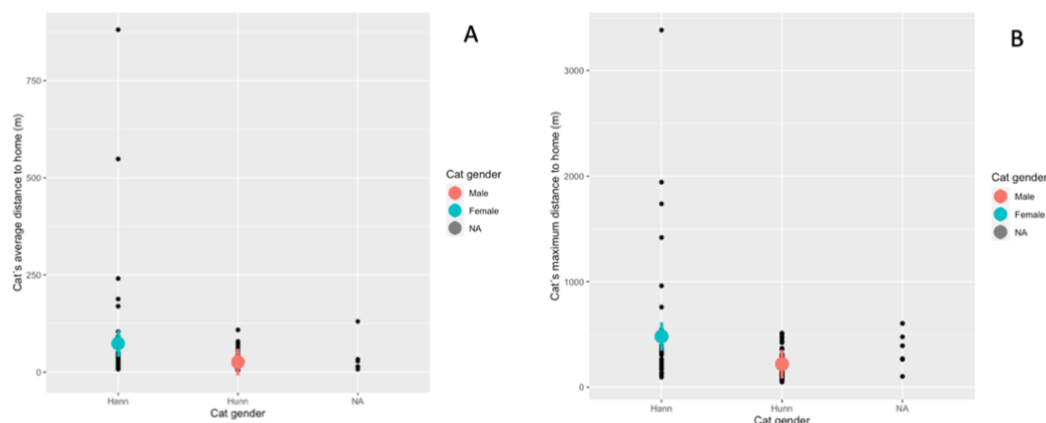 A
Cat´s average distance to home (m)
750
500
250
0
Hann
Hunn
NA
Cat gender
Cat gender
Male
Female
NA
B
Cat´s maximum distance to home (m)
3000
2000
1000
0
Hann
Hunn
NA
Cat gender
Cat gender
Male
Female
NA